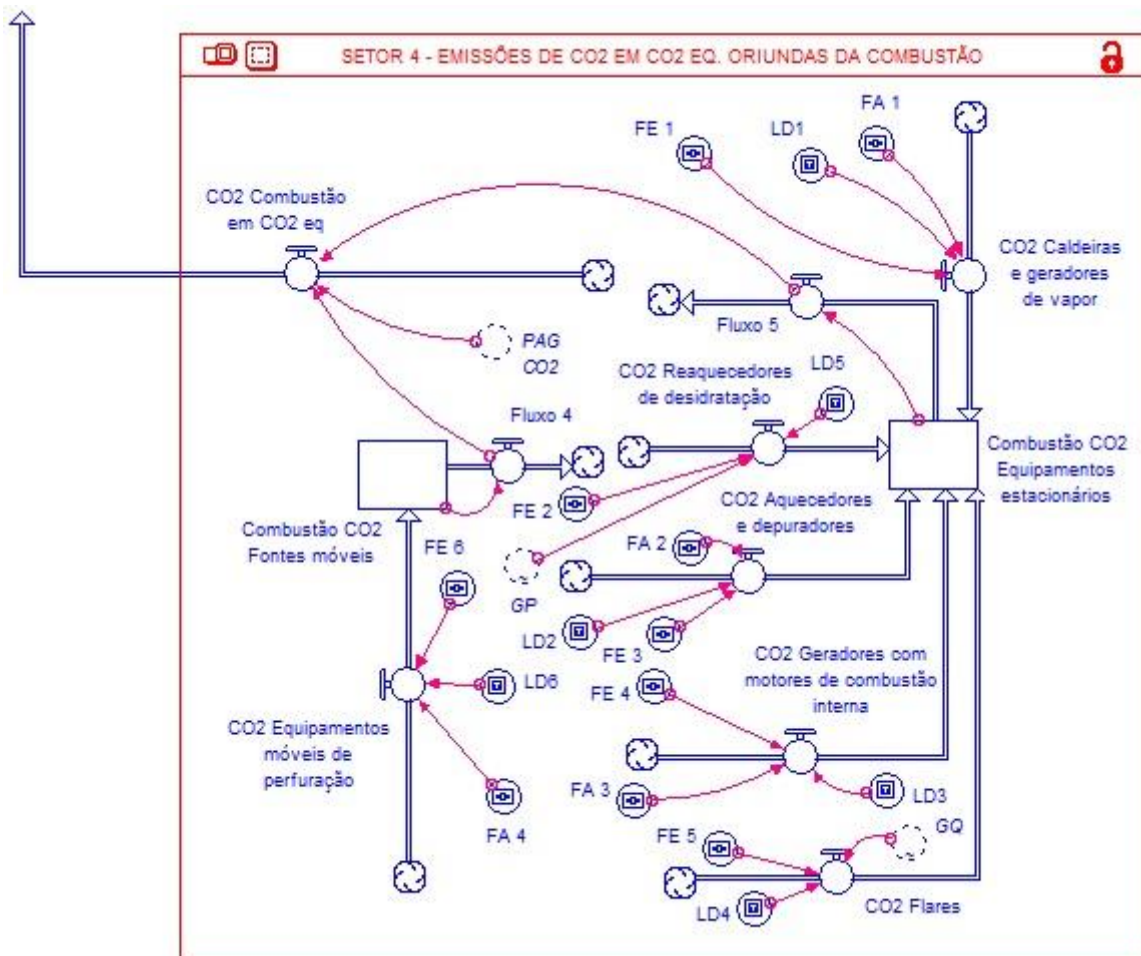 SETOR 4 - EMISSÕES DE CO2 EM CO2 EQ. ORIUNDAS DA COMBUSTÃO
FA 1
FE 1
LD1
CO2 Combustão
em CO2 eq
CO2 Caldeiras
e geradores
de vapor
Fluxo 5
PAG
CO2
CO2 Reaquecedores
de desidratação
LD5
Fluxo 4
Combustão CO2
Equipamentos
estacionários
FE 2
CO2 Aquecedores
e depuradores
Combustão CO2
Fontes móveis
FE 6
FA 2
GP
LD2
FE 3
CO2 Geradores com
motores de combustão
interna
FE 4
LD6
CO2 Equipamentos
móveis de
perfuração
FA 3
LD3
FA 4
FE 5
GQ
LD4
CO2 Flares